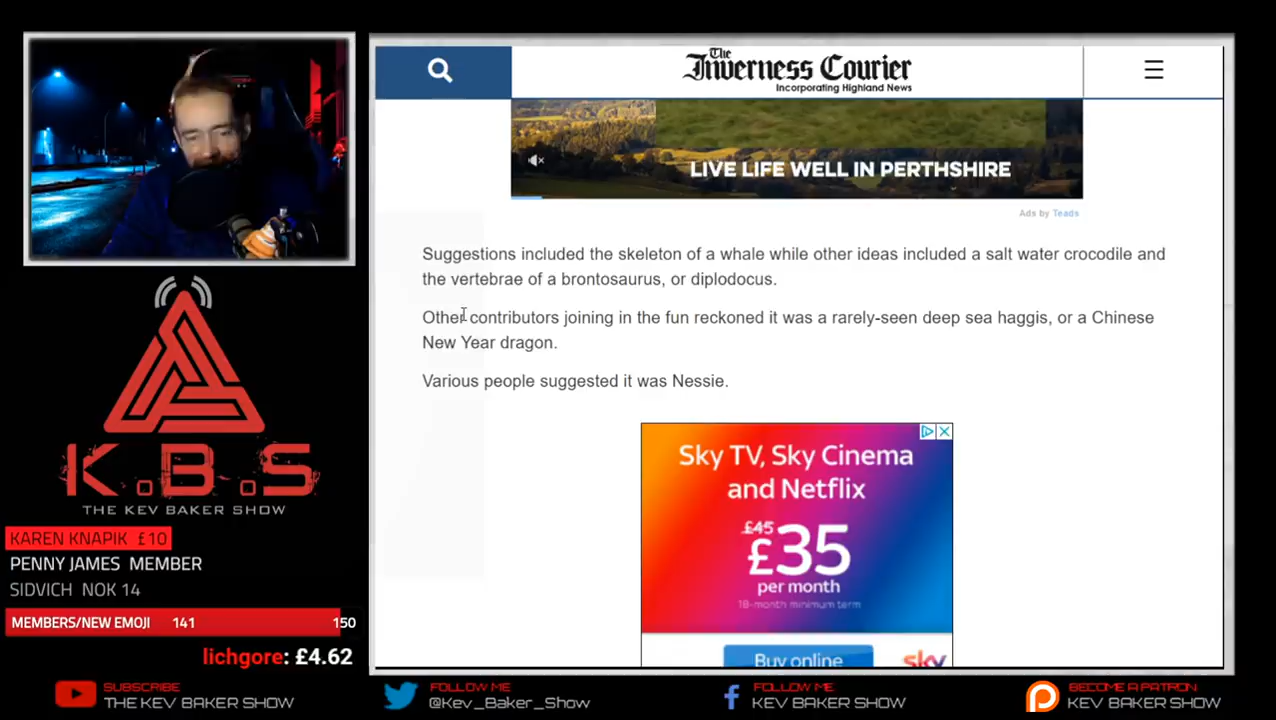 The
Inverness Courier
Incorporating Highland News
LIVE LIFE WELL IN PERTHSHIRE
Ads by Teads
Suggestions included the skeleton of a whale while other ideas included a salt water crocodile and
the vertebrae of a brontosaurus, or diplodocus.
Other contributors joining in the fun reckoned it was a rarely-seen deep sea haggis, or a Chinese
New Year dragon.
Various people suggested it was Nessie.
Sky TV, Sky Cinema
and Netflix
£45
£35
per month
18-month minimum term
Buy online
sky
K.B.S
THE KEV BAKER SHOW
KAREN KNAPIK £10
PENNY JAMES MEMBER
SIDVICH NOK 14
MEMBERS/NEW EMOJI 141 150
lichgore: £4.62
SUBSCRIBE
THE KEV BAKER SHOW
FOLLOW ME
@Kev_Baker_Show
FOLLOW ME
KEV BAKER SHOW
BECOME A PATRON
KEV BAKER SHOW